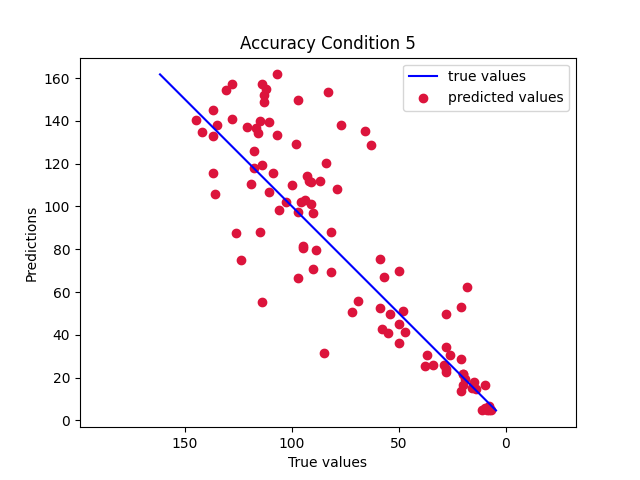 Accuracy Condition 5
true values
predicted values
160
140
120
100
80
60
40
20
0
Predictions
150
100
50
0
True values